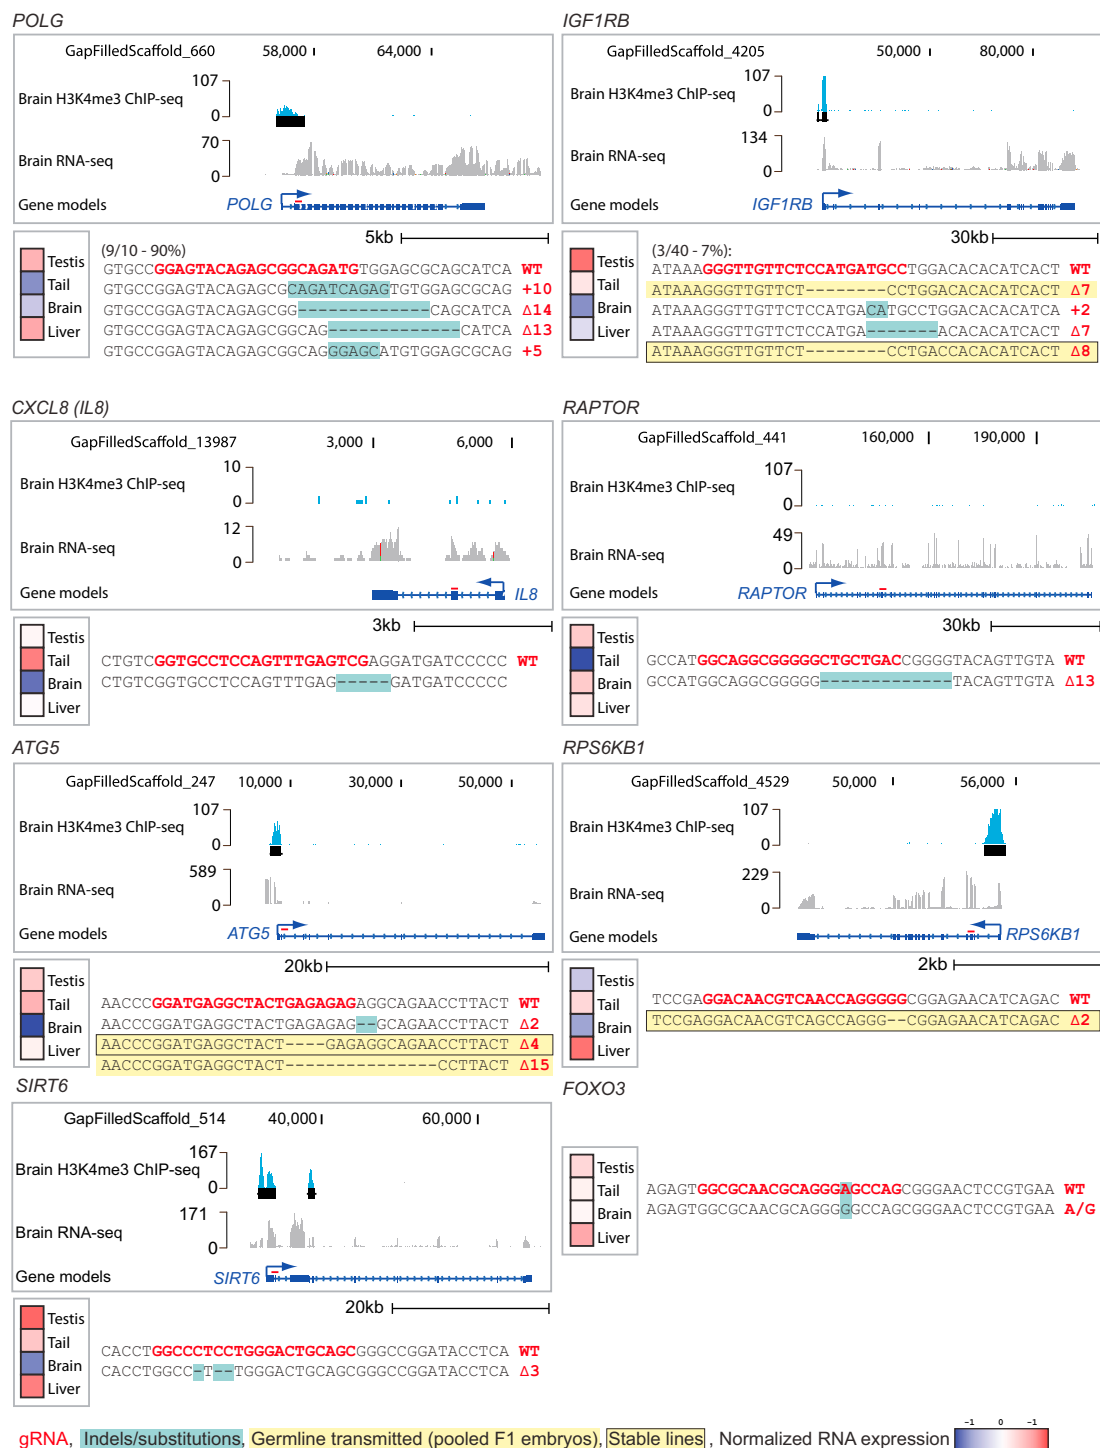 POLG
GapFilledScaffold_660 58,000 64,000
Brain H3K4me3 ChIP-seq 107 0
Brain RNA-seq 70 0
Gene models POLG
5kb
Testis
Tail
Brain
Liver
(9/10 - 90%)
GTGCCGGAGTACAGAGCGGCAGATGTGGAGCGCAGCATCA WT
GTGCCGGAGTACAGAGCGCAGATCAGAGTGTGGAGCGCAG +10
GTGCCGGAGTACAGAGCGG-------------CAGCATCA Δ14
GTGCCGGAGTACAGAGCGGCAG-------------CATCA Δ13
GTGCCGGAGTACAGAGCGGCAGGGAGCATGTGGAGCGCAG +5
IGF1RB
GapFilledScaffold_4205 50,000 80,000
Brain H3K4me3 ChIP-seq 107 0
Brain RNA-seq 134 0
Gene models IGF1RB
30kb
Testis
Tail
Brain
Liver
(3/40 - 7%):
ATAAAGGGTTGTTCTCCATGATGCCTGGACACACATCACT WT
ATAAAGGGTTGTTCT--------CCTGGACACACATCACT Δ7
ATAAAGGGTTGTTCTCCATGACATGCCTGGACACACATCA +2
ATAAAGGGTTGTTCTCCATGA-------ACACACATCACT Δ7
ATAAAGGGTTGTTCT--------CCTGACCACACATCACT Δ8
CXCL8 (IL8)
GapFilledScaffold_13987 3,000 6,000
Brain H3K4me3 ChIP-seq 10 0
Brain RNA-seq 12 0
Gene models IL8
3kb
Testis
Tail
Brain
Liver
CTGTCGGTGCCTCCAGTTTGAGTCGAGGATGATCCCCC WT
CTGTCGGTGCCTCCAGTTTGAG-----GATGATCCCCC
RAPTOR
GapFilledScaffold_441 160,000 190,000
Brain H3K4me3 ChIP-seq 107 0
Brain RNA-seq 49 0
Gene models RAPTOR
30kb
Testis
Tail
Brain
Liver
GCCATGGCAGGCGGGGGCTGCTGACCGGGGTACAGTTGTA WT
GCCATGGCAGGCGGGGG-------------TACAGTTGTA Δ13
ATG5
GapFilledScaffold_247 10,000 30,000 50,000
Brain H3K4me3 ChIP-seq 107 0
Brain RNA-seq 589 0
Gene models ATG5
20kb
Testis
Tail
Brain
Liver
AACCCGGATGAGGCTACTGAGAGAGAGGCAGAACCTTACT WT
AACCCGGATGAGGCTACTGAGAGAG--GCAGAACCTTACT Δ2
AACCCGGATGAGGCTACT----GAGAGGCAGAACCTTACT Δ4
AACCCGGATGAGGCTACT---------------CCTTACT Δ15
RPS6KB1
GapFilledScaffold_4529 50,000 56,000
Brain H3K4me3 ChIP-seq 107 0
Brain RNA-seq 229 0
Gene models RPS6KB1
2kb
Testis
Tail
Brain
Liver
TCCGAGGACAACGTCAACCAGGGGGCGGAGAACATCAGAC WT
TCCGAGGACAACGTCAGCCAGGG--CGGAGAACATCAGAC Δ2
SIRT6
GapFilledScaffold_514 40,000 60,000
Brain H3K4me3 ChIP-seq 167 0
Brain RNA-seq 171 0
Gene models SIRT6
20kb
Testis
Tail
Brain
Liver
CACCTGGCCCTCCTGGGACTGCAGCGGGCCGGATACCTCA WT
CACCTGGCC-T--TGGGACTGCAGCGGGCCGGATACCTCA Δ3
FOXO3
Testis
Tail
Brain
Liver
AGAGTGGCGCAACGCAGGGAGCCAGCGGGAACTCCGTGAA WT
AGAGTGGCGCAACGCAGGGGGCCAGCGGGAACTCCGTGAA A/G
gRNA, Indels/substitutions, Germline transmitted (pooled F1 embryos), Stable lines, Normalized RNA expression −1 0 −1